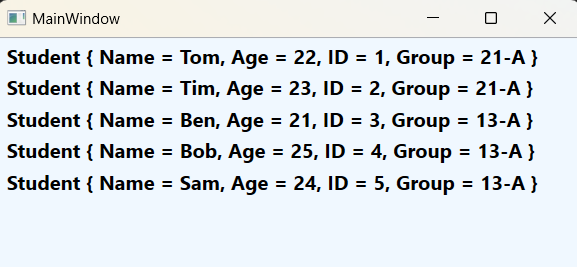 MainWindow
Student { Name = Tom, Age = 22, ID = 1, Group = 21-A }
Student { Name = Tim, Age = 23, ID = 2, Group = 21-A }
Student { Name = Ben, Age = 21, ID = 3, Group = 13-A }
Student { Name = Bob, Age = 25, ID = 4, Group = 13-A }
Student { Name = Sam, Age = 24, ID = 5, Group = 13-A }